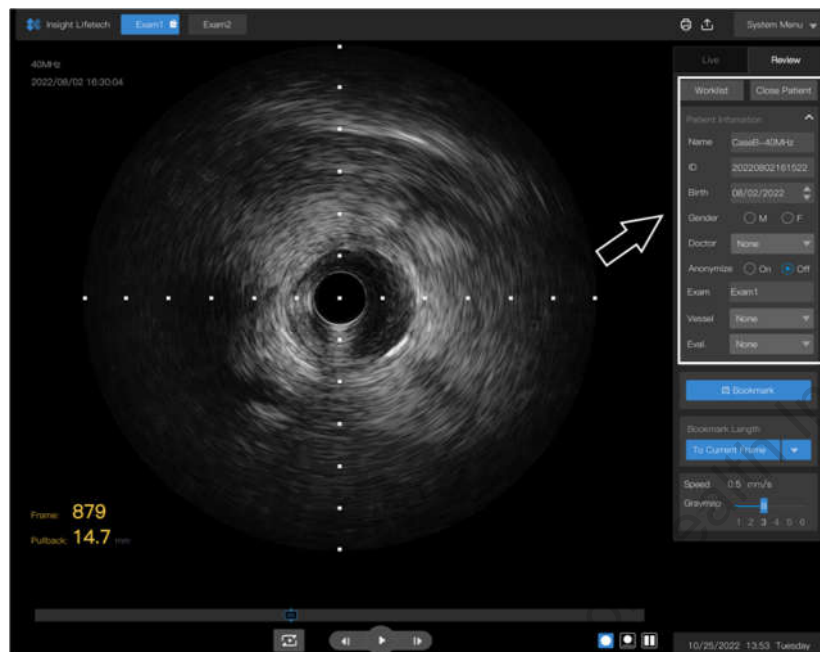 Insight Lifetech Exam1 Exam2 System Menu
40MHz
2022/08/02 16:30:04
Live Review
Worklist Close Patient
Patient Infomation
Name CaseB-40MHz
ID 20220802161522
Birth 08/02/2022
Gender M F
Doctor None
Anonymize On Off
Exam Exam1
Vessel None
Eval. None
Bookmark
Bookmark Length
To Current Frame
Speed 0.5 mm/s
Graymap
1 2 3 4 5 6
Frame: 879
Pullback: 14.7 mm
10/25/2022 13:53 Tuesday